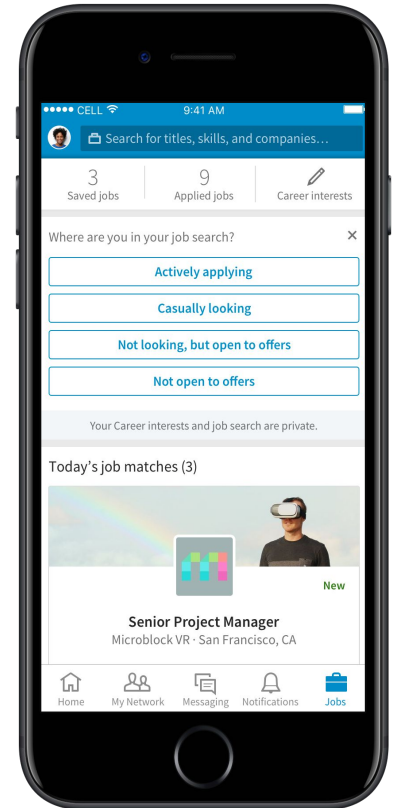 CELL 9:41 AM
Search for titles, skills, and companies...
3 9
Saved jobs Applied jobs Career interests
Where are you in your job search? ×
Actively applying
Casually looking
Not looking, but open to offers
Not open to offers
Your Career interests and job search are private.
Today's job matches (3)
New
Senior Project Manager
Microblock VR · San Francisco, CA
Home My Network Messaging Notifications Jobs